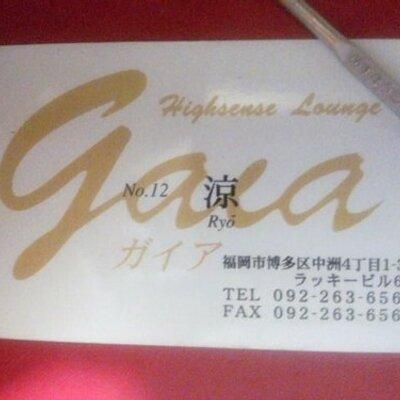 Highsense Lounge
Gaia
No.12 涼
Ryō
ガイア
福岡市博多区中洲4丁目1-3
ラッキービル6
TEL 092-263-656
FAX 092-263-656